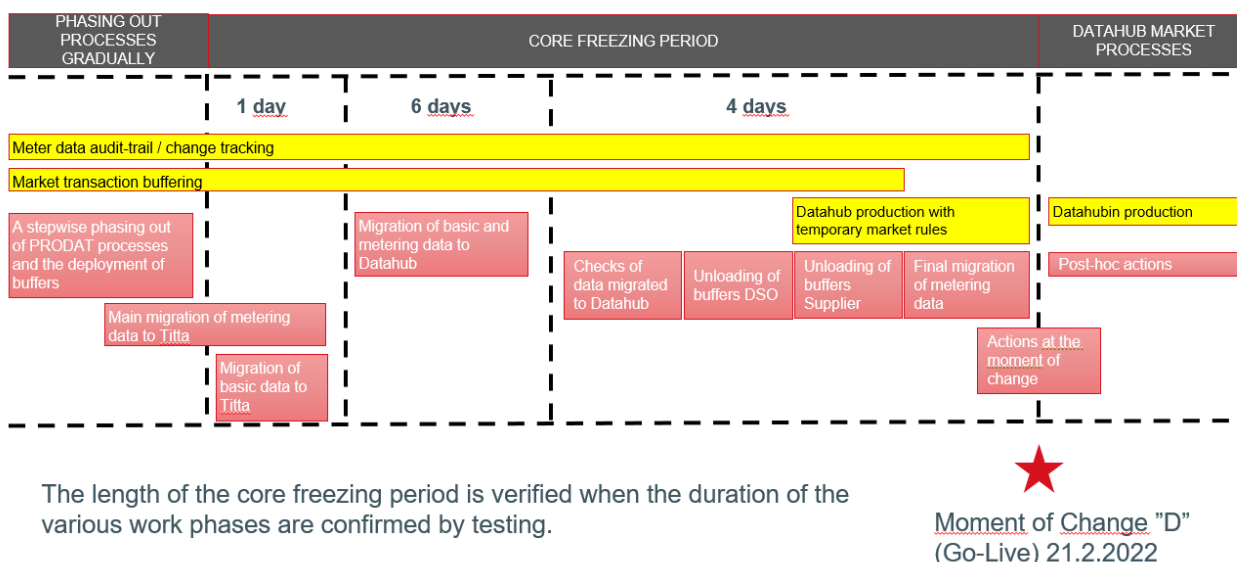 PHASING OUT
PROCESSES
GRADUALLY
CORE FREEZING PERIOD
DATAHUB MARKET
PROCESSES
1 day
6 days
4 days
Meter data audit-trail / change tracking
Market transaction buffering
A stepwise phasing out
of PRODAT processes
and the deployment of
buffers
Main migration of metering
data to Titta
Migration of
basic data to
Titta
Migration of basic and
metering data to
Datahub
Checks of
data migrated
to Datahub
Unloading of
buffers DSO
Datahub production with
temporary market rules
Unloading of
buffers
Supplier
Final migration
of metering
data
Datahubin production
Post-hoc actions
Actions at the
moment of
change
The length of the core freezing period is verified when the duration of the
various work phases are confirmed by testing.
Moment of Change ”D”
(Go-Live) 21.2.2022